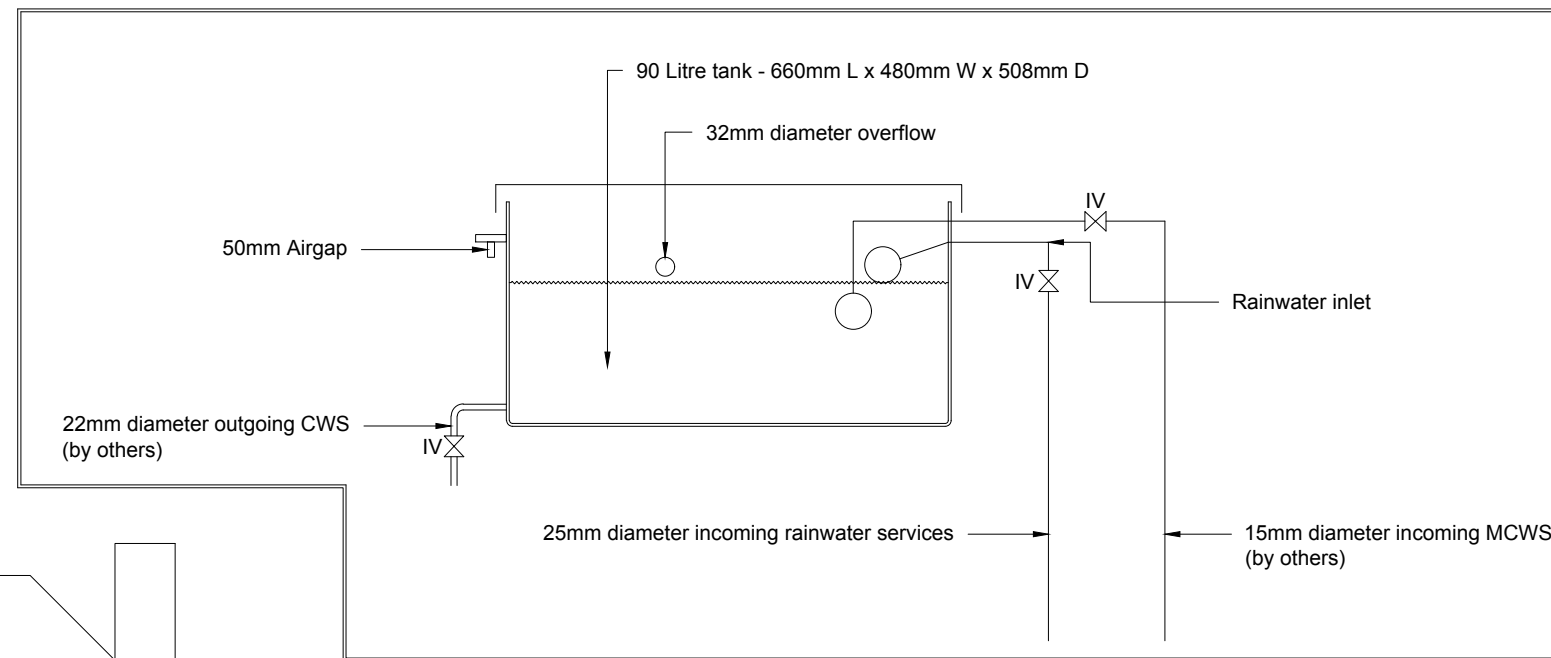 90 Litre tank - 660mm L x 480mm W x 508mm D
32mm diameter overflow
IV
50mm Airgap
IV
Rainwater inlet
22mm diameter outgoing CWS
(by others)
IV
25mm diameter incoming rainwater services
15mm diameter incoming MCWS
(by others)